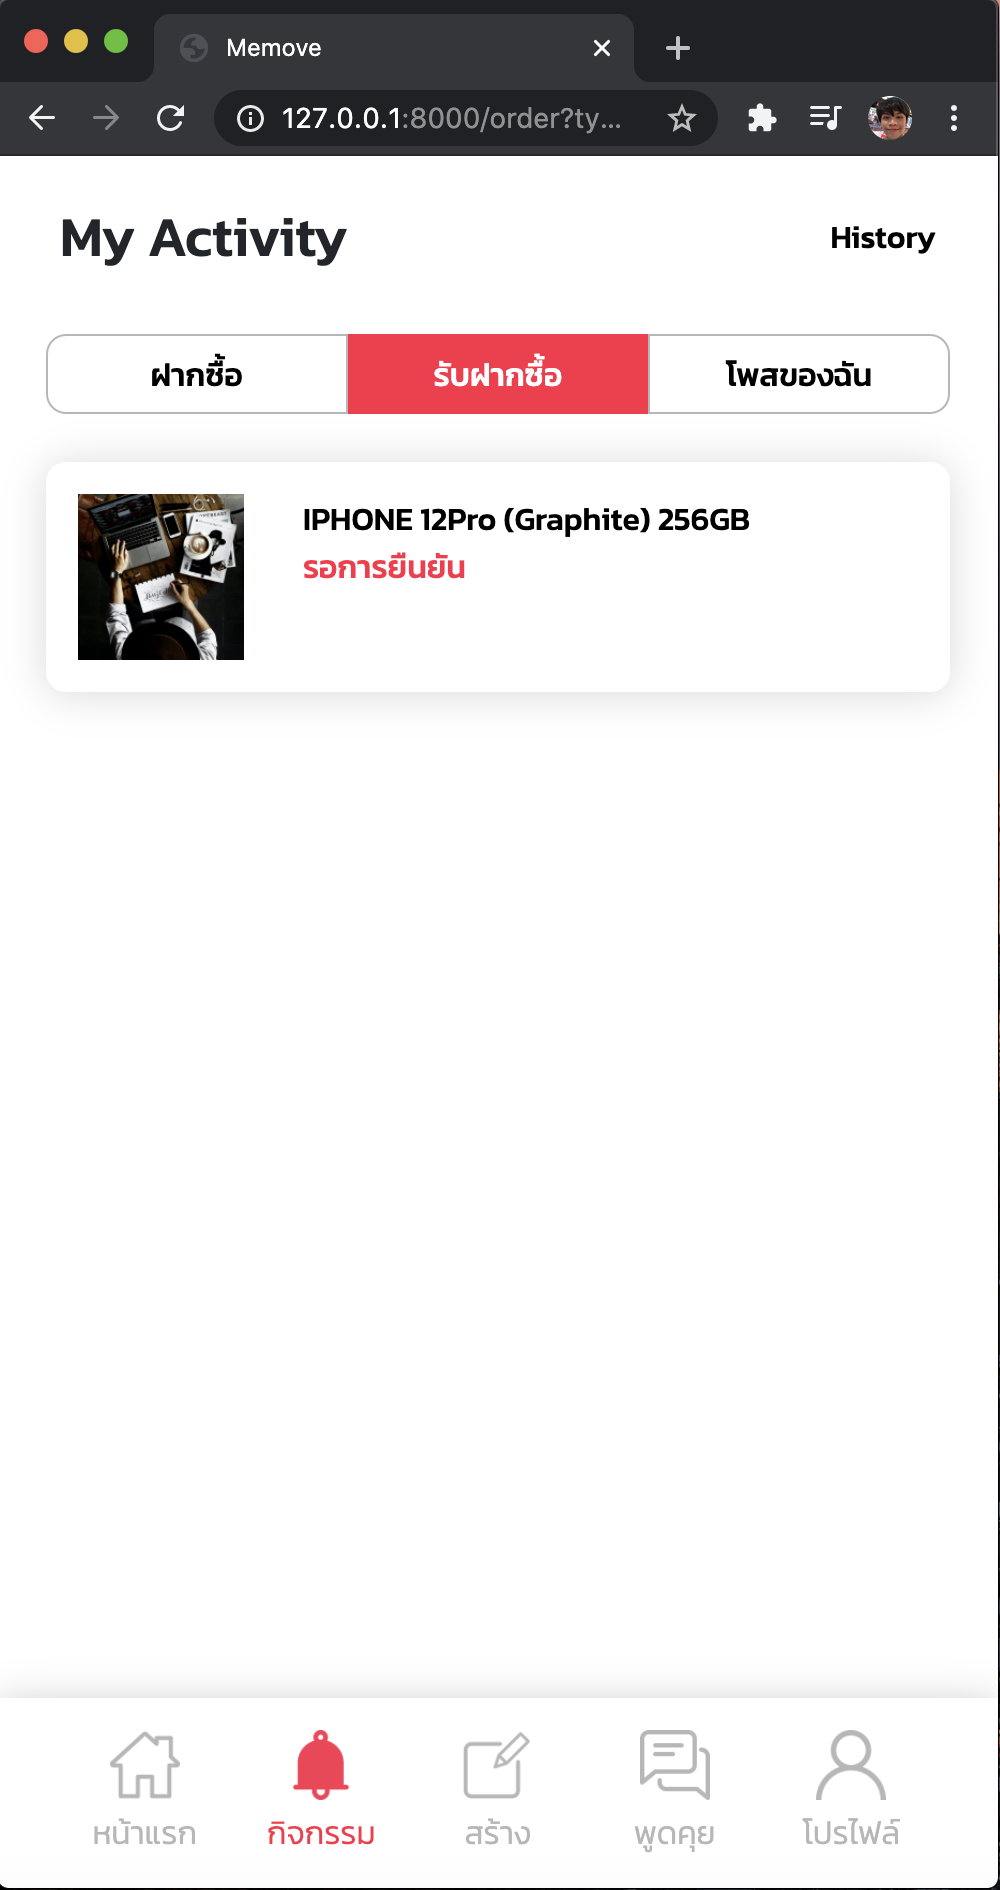 Memove
127.0.0.1:8000/order?ty...
My Activity
History
ฝากซื้อ
รับฝากซื้อ
โพสของฉัน
IPHONE 12Pro (Graphite) 256GB
รอการยืนยัน
หน้าแรก
กิจกรรม
สร้าง
พูดคุย
โปรไฟล์